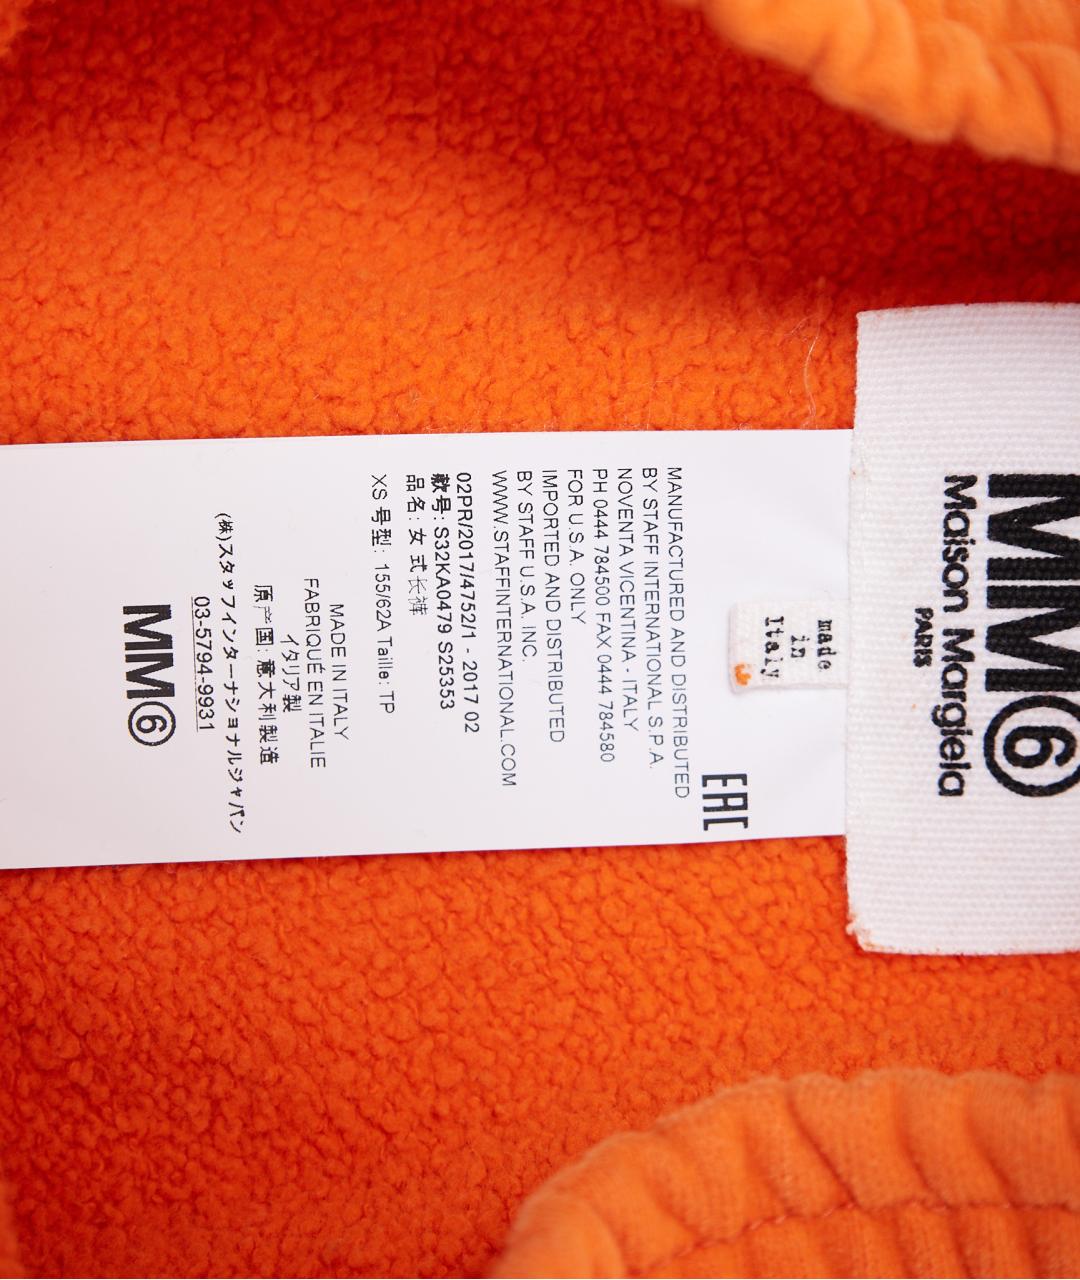 MM6
Maison Margiela
PARIS
made
in
Italy
EAC
MANUFACTURED AND DISTRIBUTED
BY STAFF INTERNATIONAL S.P.A.
NOVENTA VICENTINA - ITALY
PH 0444 784500 FAX 0444 784580
FOR U.S.A. ONLY
IMPORTED AND DISTRIBUTED
BY STAFF U.S.A. INC.
WWW.STAFFINTERNATIONAL.COM
02PR/2017/4752/1 - 2017 02
款号: S32KA0479 S25353
品名: 女式长裤
XS 号型: 155/62A Taille: TP
MADE IN ITALY
FABRIQUÉ EN ITALIE
イタリア製
原产国: 意大利製造
(株)スタッフインターナショナルジャパン
03-5794-9931
MM6